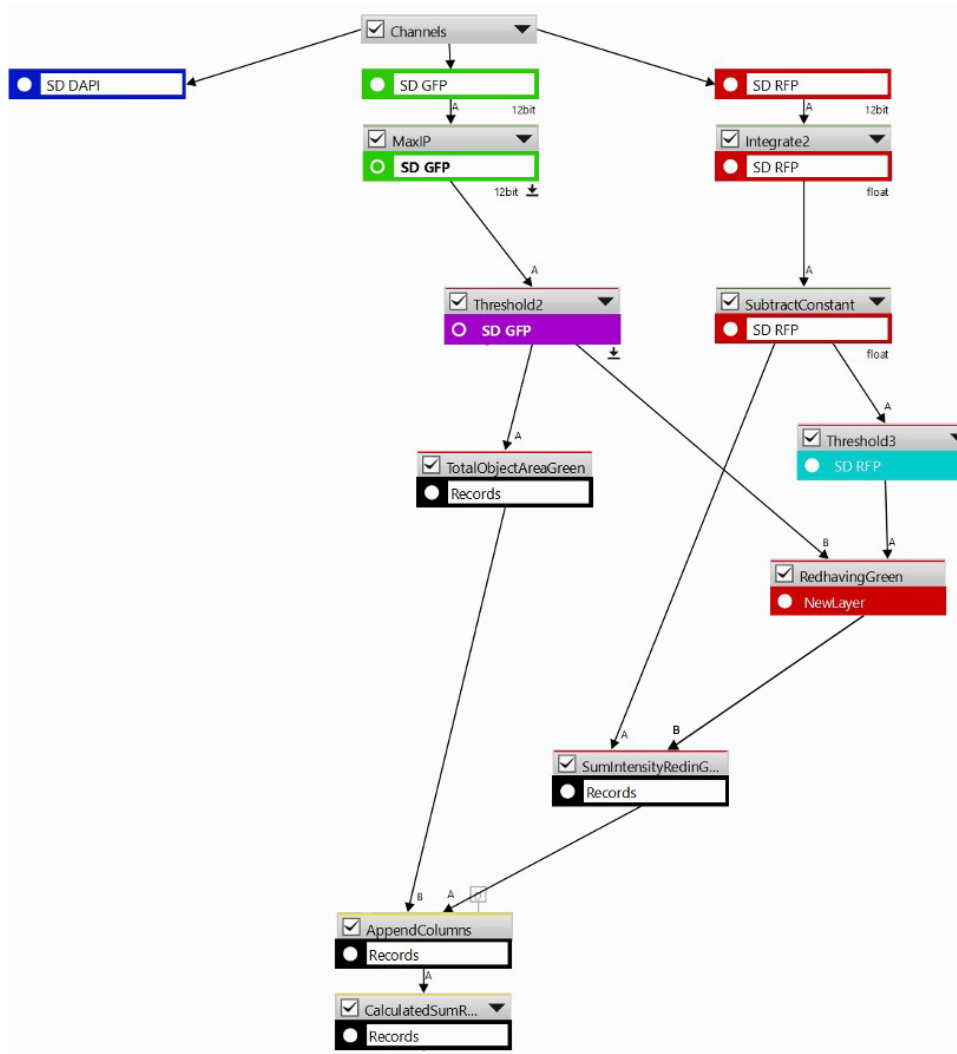 Channels
SD DAPI
SD GFP
SD RFP
A
12bit
A
12bit
MaxIP
SD GFP
12bit
Integrate2
SD RFP
float
A
A
Threshold2
SD GFP
SubtractConstant
SD RFP
float
A
Threshold3
SD RFP
A
TotalObjectAreaGreen
Records
B
A
RedhavingGreen
NewLayer
A
B
SumIntensityRedinG...
Records
B
A
AppendColumns
Records
A
CalculatedSumR...
Records